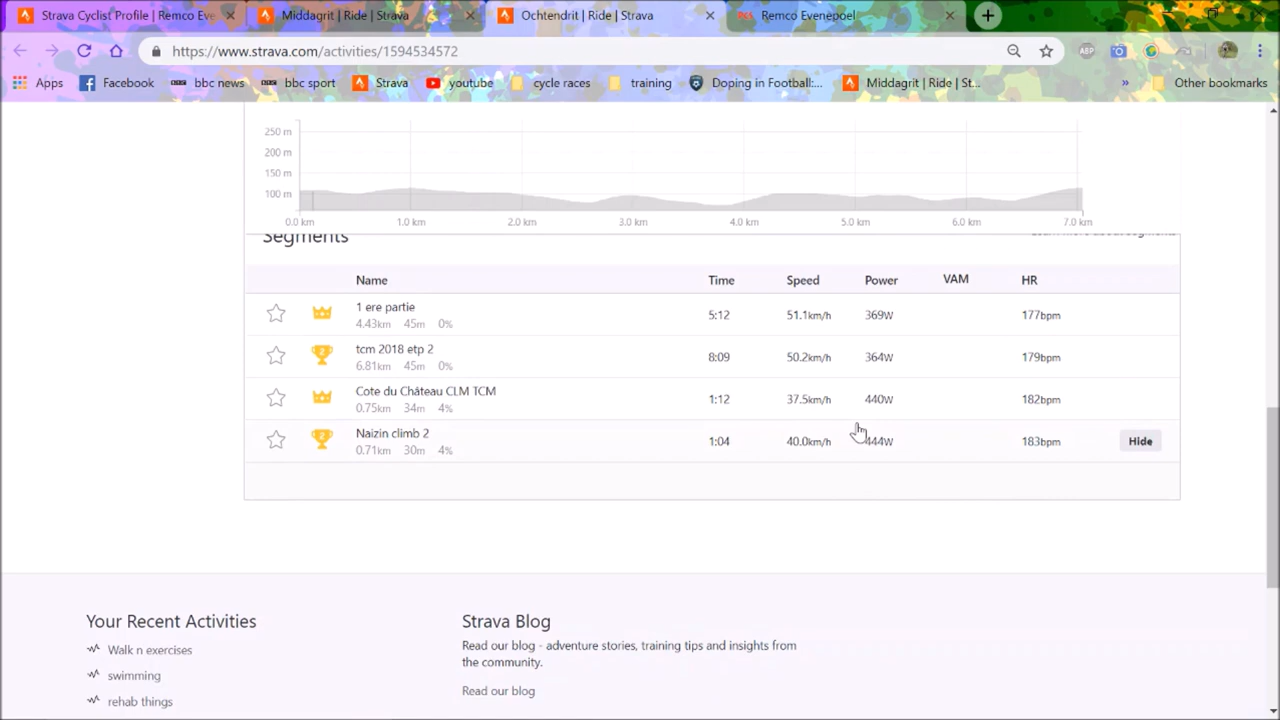 Strava Cyclist Profile | Remco Eve
Middagrit | Ride | Strava
Ochtendrit | Ride | Strava
Remco Evenepoel
https://www.strava.com/activities/1594534572
ABP
Apps
Facebook
bbc news
bbc sport
Strava
youtube
cycle races
training
Doping in Football:...
Middagrit | Ride | St...
»
Other bookmarks
250 m
200 m
150 m
100 m
0.0 km 1.0 km 2.0 km 3.0 km 4.0 km 5.0 km 6.0 km 7.0 km
Segments
Name Time Speed Power VAM HR
1 ere partie
4.43km 45m 0%
5:12 51.1km/h 369W 177bpm
tcm 2018 etp 2
6.81km 45m 0%
8:09 50.2km/h 364W 179bpm
Cote du Château CLM TCM
0.75km 34m 4%
1:12 37.5km/h 440W 182bpm
Naizin climb 2
0.71km 30m 4%
1:04 40.0km/h 444W 183bpm Hide
Your Recent Activities
Walk n exercises
swimming
rehab things
Strava Blog
Read our blog - adventure stories, training tips and insights from
the community.
Read our blog